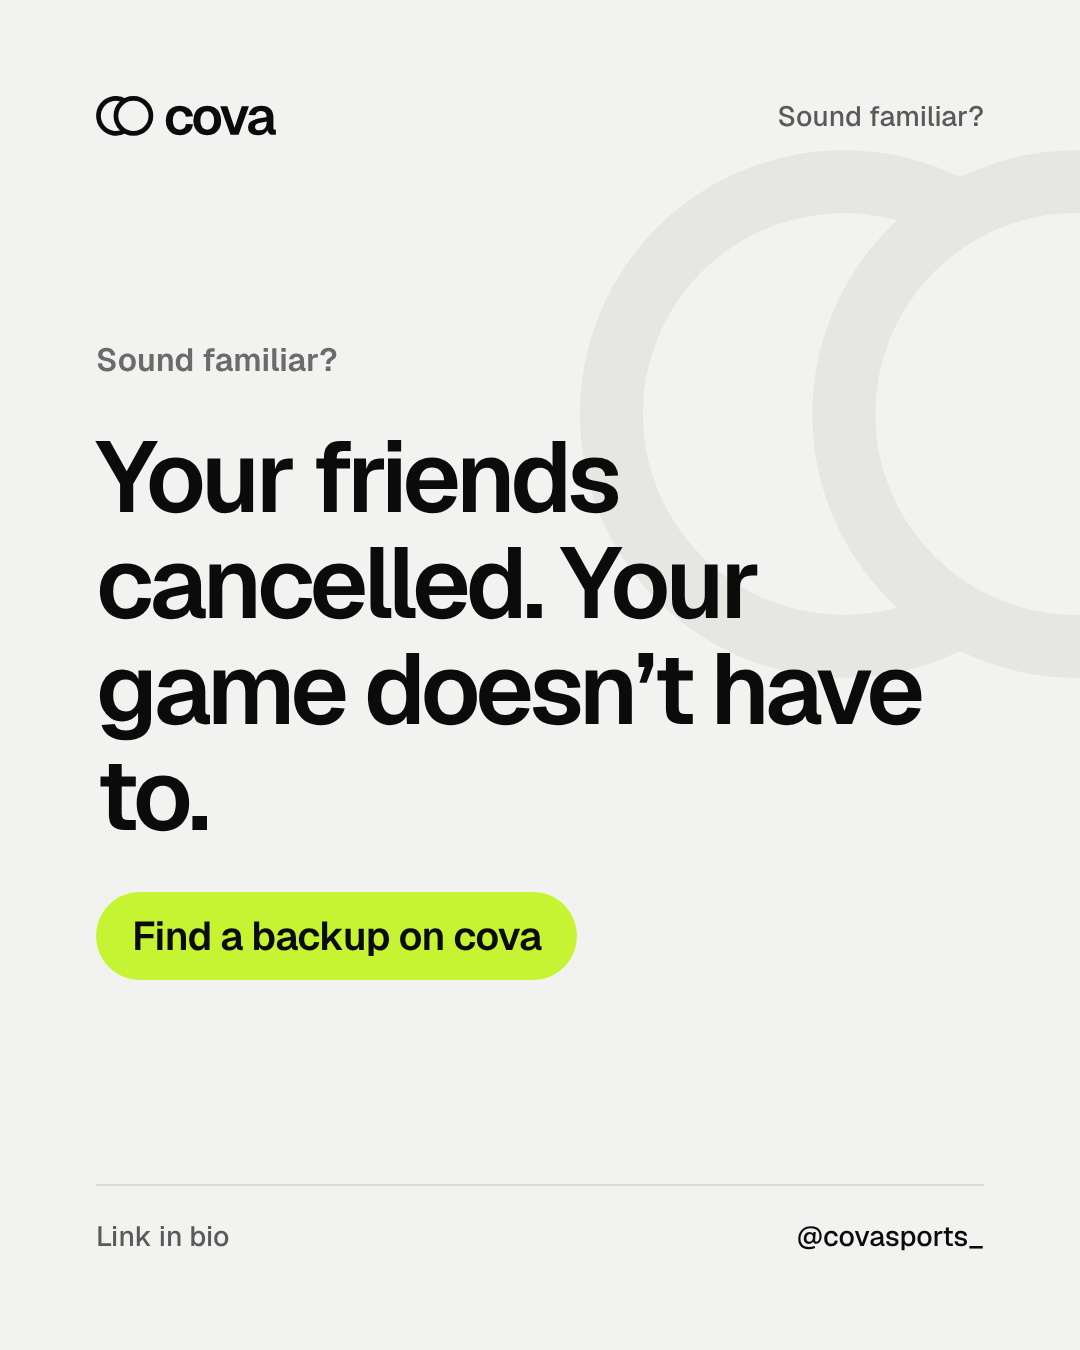 cova
Sound familiar?
Sound familiar?
Your friends
cancelled. Your
game doesn’t have
to.
Find a backup on cova
Link in bio
@covasports_